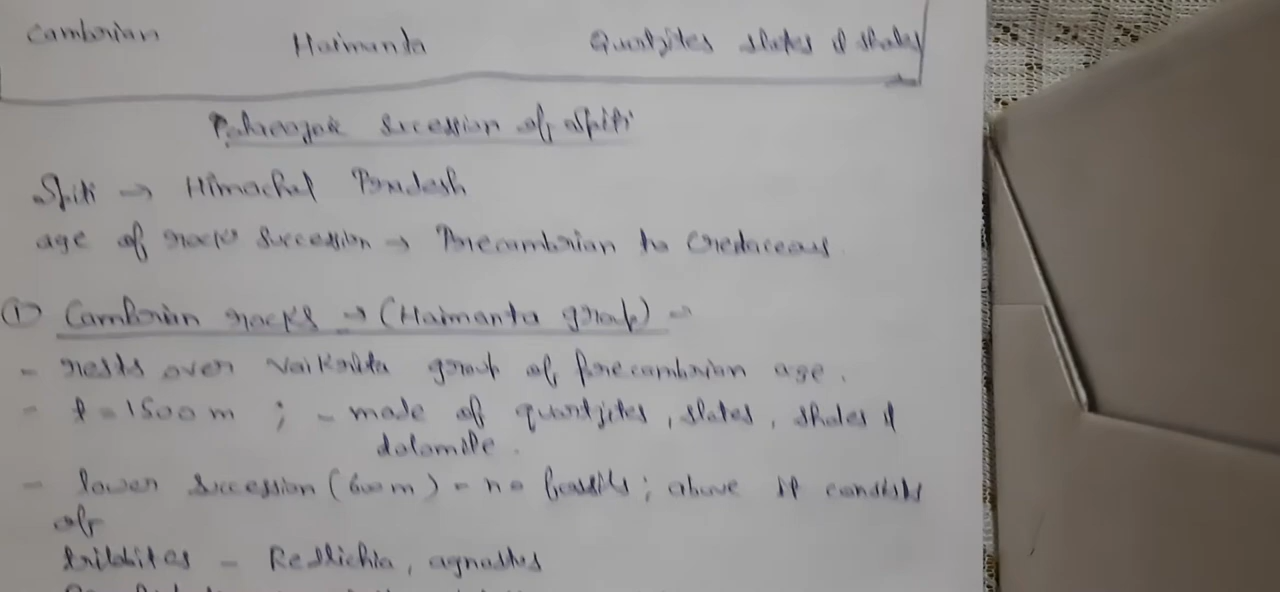 Cambrian Haimanta Quartzites slates & shales
Palaeozoic Succession of Spiti
Spiti → Himachal Pradesh
age of rocks succession → Precambrian to Cretaceous
① Cambrian rocks → (Haimanta group) →
- rests over Vaikrita group of precambrian age.
- t = 1500 m ; - made of quartzites, slates, shales &
dolomite.
- lower succession (600m) - no fossils ; above it consists
of
trilobites - Redlichia, agnostus